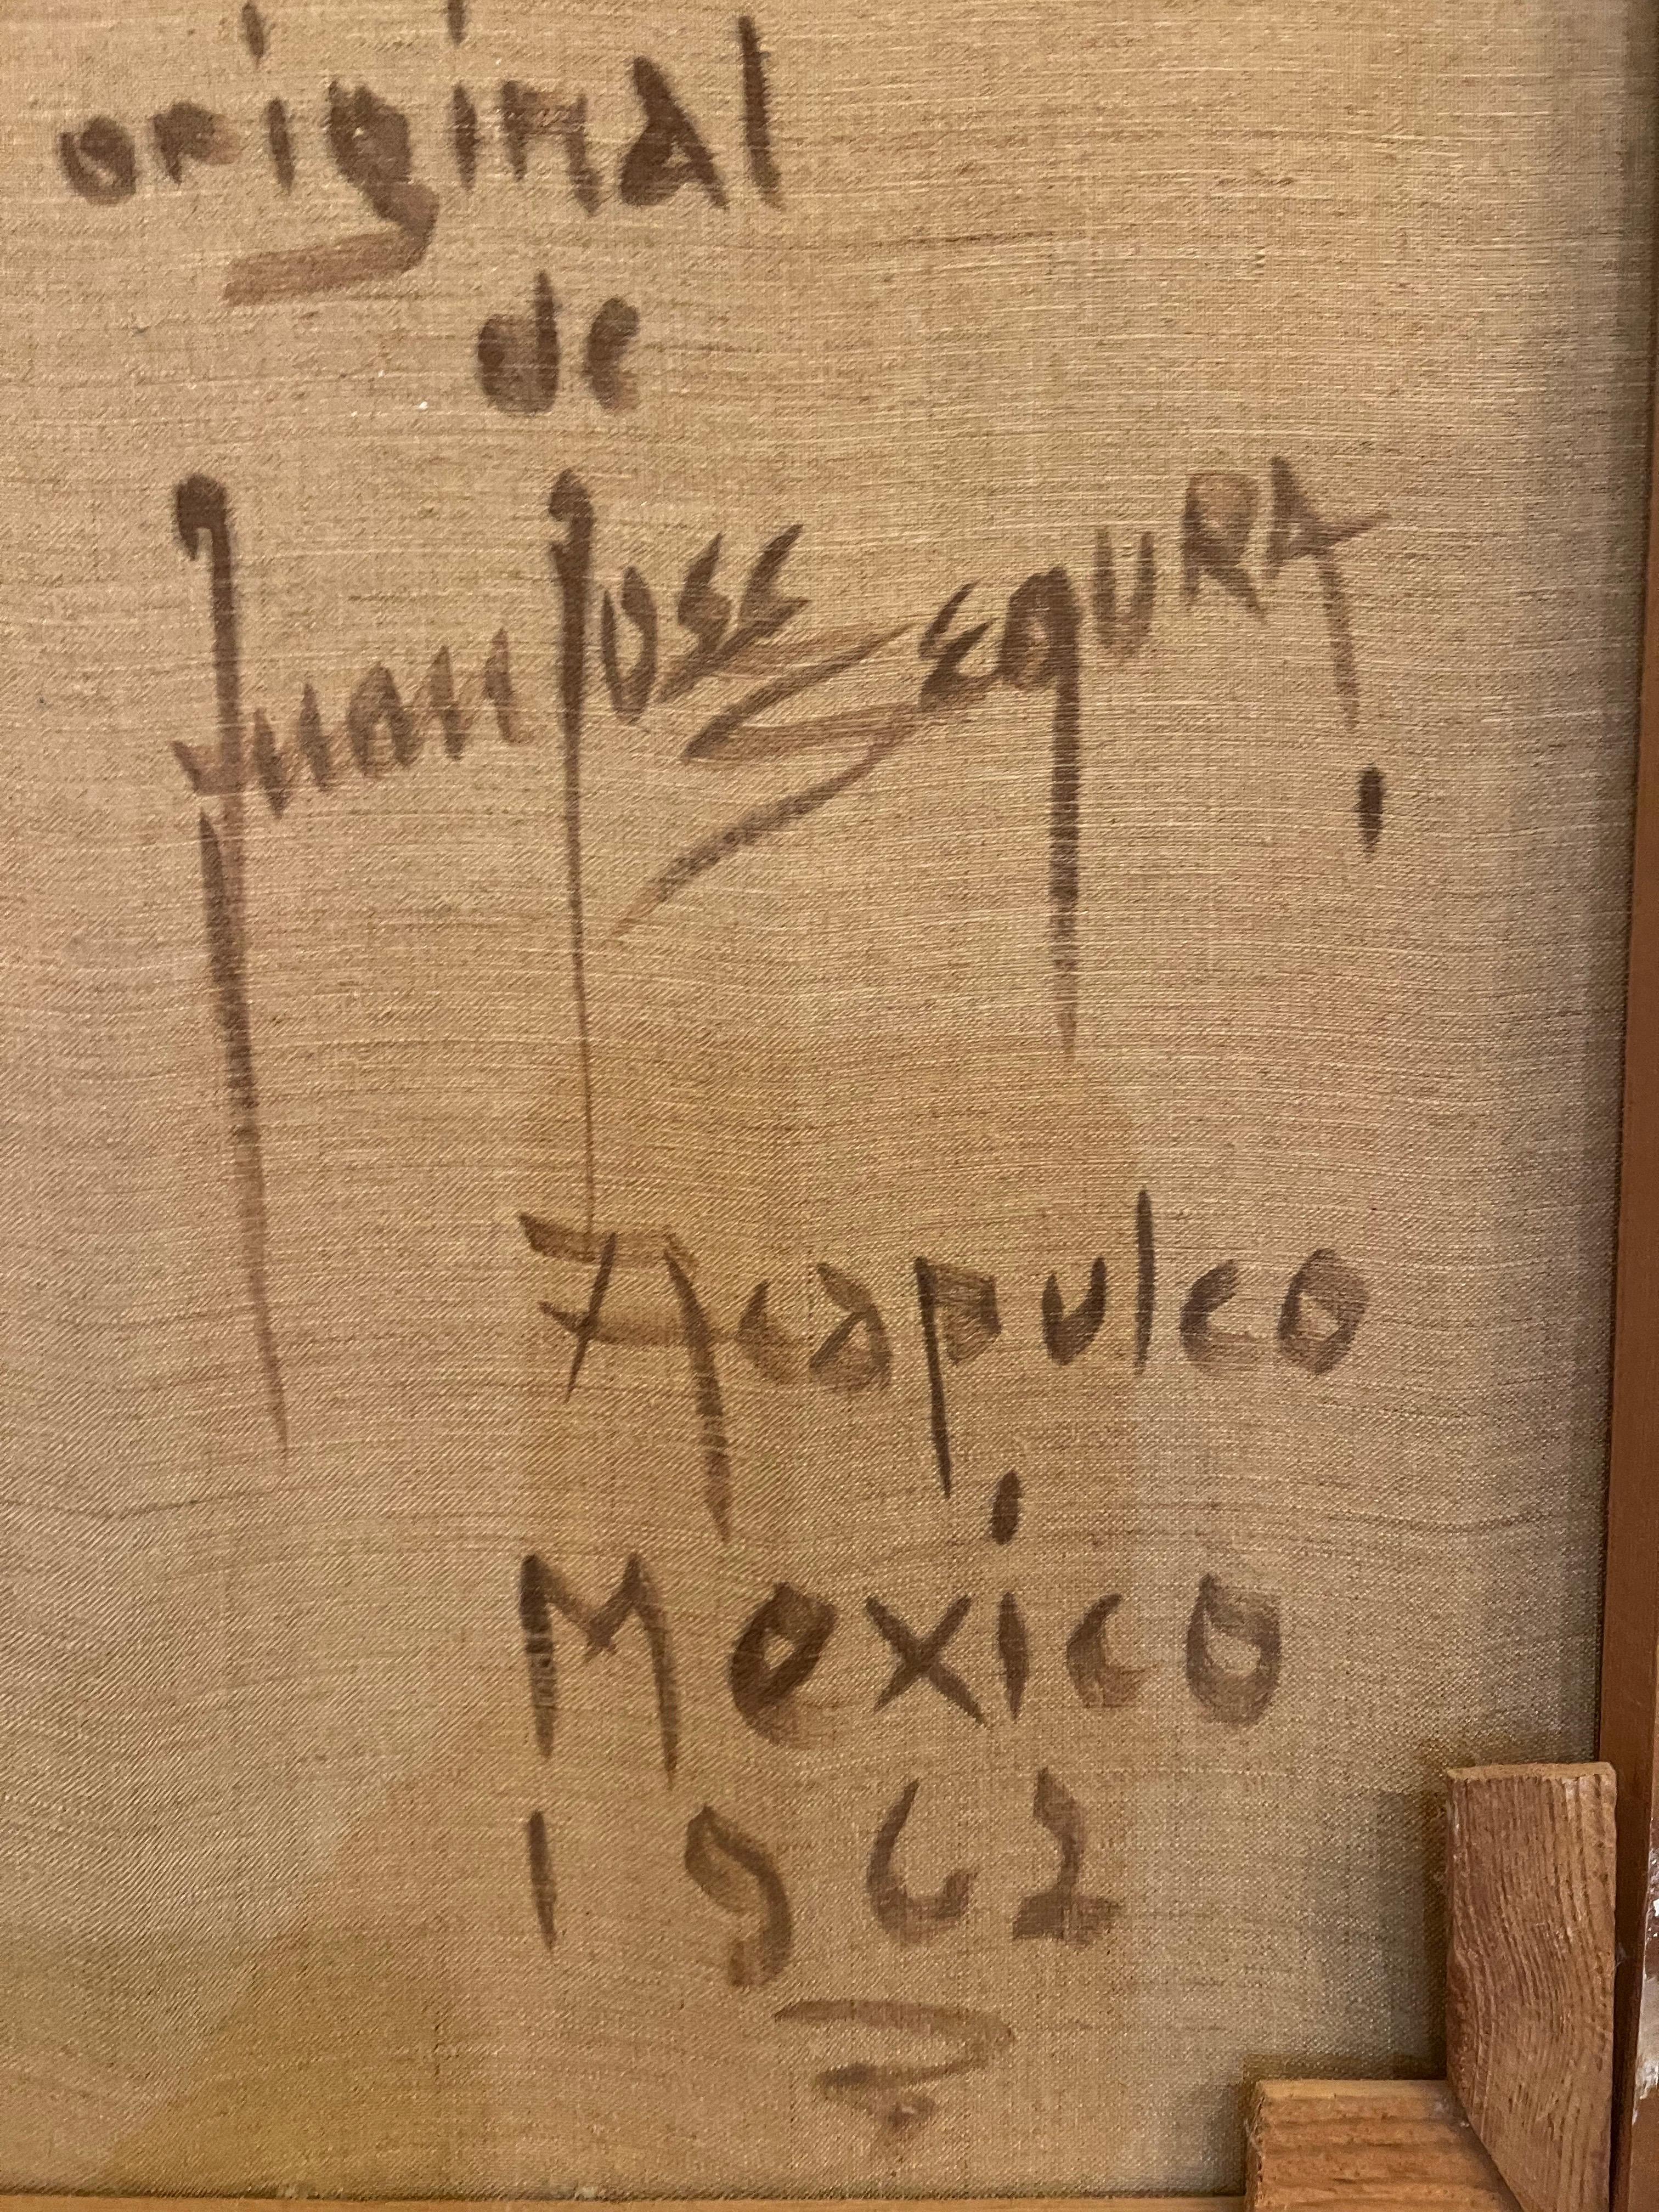 original
de
Juan Jose Segura
Acapulco
Mexico
1962